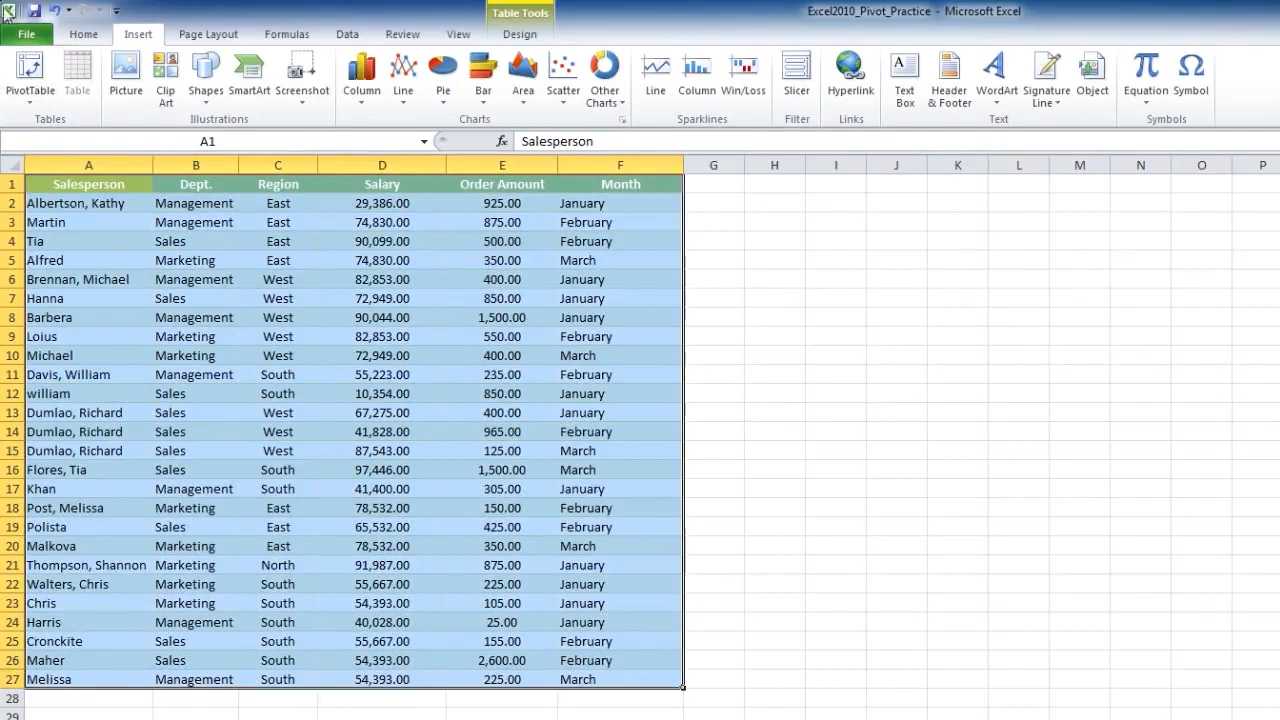 Table Tools
Excel2010_Pivot_Practice - Microsoft Excel
File Home Insert Page Layout Formulas Data Review View Design
PivotTable Table Picture Clip Art Shapes SmartArt Screenshot Column Line Pie Bar Area Scatter Other Charts Line Column Win/Loss Slicer Hyperlink Text Box Header & Footer WordArt Signature Line Object Equation Symbol
Tables Illustrations Charts Sparklines Filter Links Text Symbols
A1 fx Salesperson
A B C D E F G H I J K L M N O P
1 Salesperson Dept. Region Salary Order Amount Month
2 Albertson, Kathy Management East 29,386.00 925.00 January
3 Martin Management East 74,830.00 875.00 February
4 Tia Sales East 90,099.00 500.00 February
5 Alfred Marketing East 74,830.00 350.00 March
6 Brennan, Michael Management West 82,853.00 400.00 January
7 Hanna Sales West 72,949.00 850.00 January
8 Barbera Management West 90,044.00 1,500.00 January
9 Loius Marketing West 82,853.00 550.00 February
10 Michael Marketing West 72,949.00 400.00 March
11 Davis, William Management South 55,223.00 235.00 February
12 william Sales South 10,354.00 850.00 January
13 Dumlao, Richard Sales West 67,275.00 400.00 January
14 Dumlao, Richard Sales West 41,828.00 965.00 February
15 Dumlao, Richard Sales West 87,543.00 125.00 March
16 Flores, Tia Sales South 97,446.00 1,500.00 March
17 Khan Management South 41,400.00 305.00 January
18 Post, Melissa Marketing East 78,532.00 150.00 February
19 Polista Sales East 65,532.00 425.00 February
20 Malkova Marketing East 78,532.00 350.00 March
21 Thompson, Shannon Marketing North 91,987.00 875.00 January
22 Walters, Chris Marketing South 55,667.00 225.00 January
23 Chris Marketing South 54,393.00 105.00 January
24 Harris Management South 40,028.00 25.00 January
25 Cronckite Sales South 55,667.00 155.00 February
26 Maher Sales South 54,393.00 2,600.00 February
27 Melissa Management South 54,393.00 225.00 March
28
29